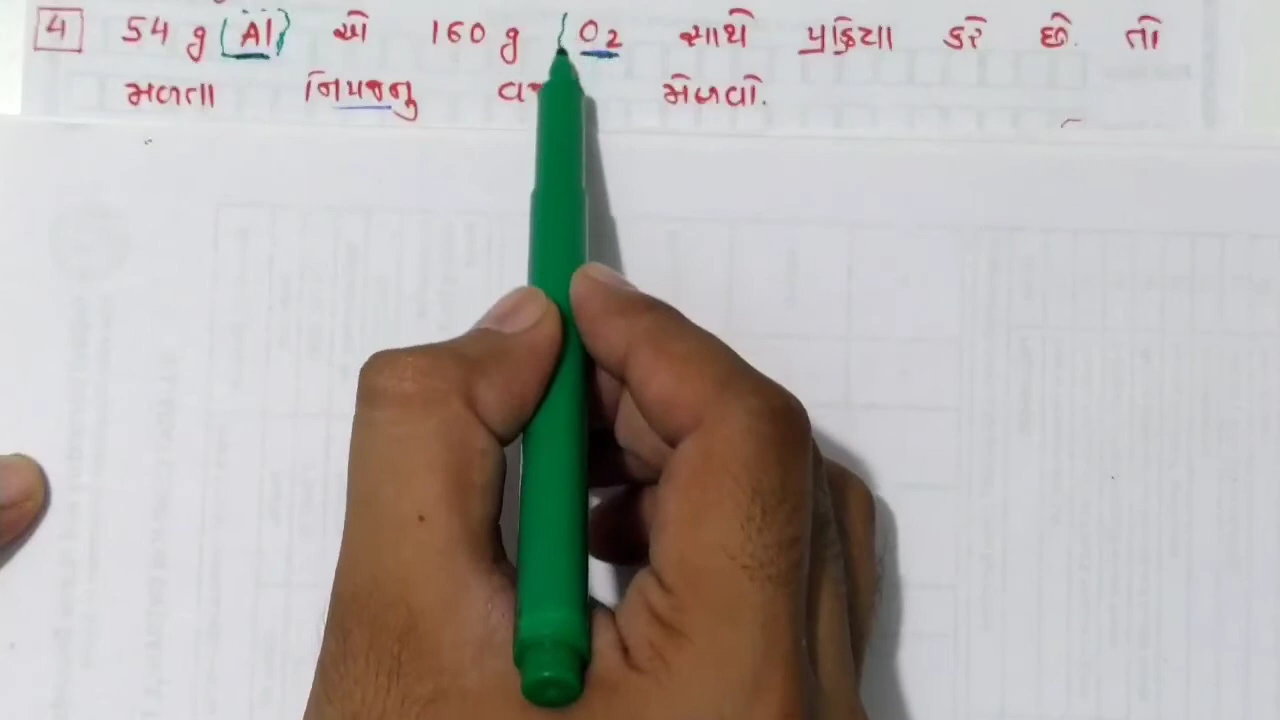 4 54 g (Al) એ 160 g (O2 સાથે પ્રક્રિયા કરે છે. તો
મળતા નિપજનુ મેળવો.